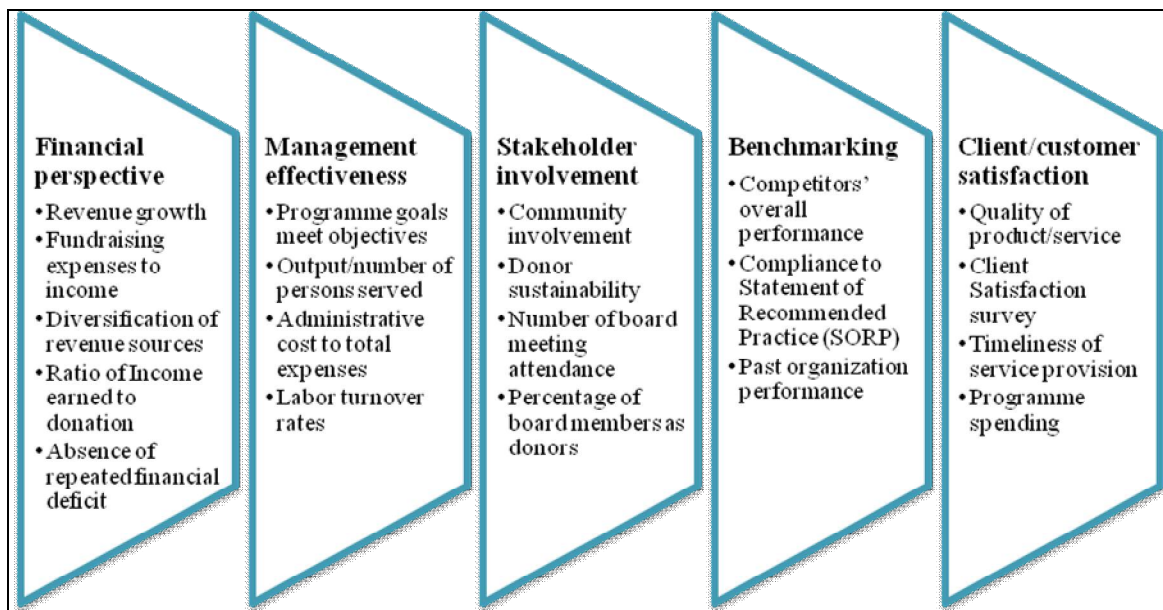 Financial
perspective
• Revenue growth
• Fundraising
expenses to
income
• Diversification of
revenue sources
• Ratio of Income
earned to
donation
• Absence of
repeated financial
deficit
Management
effectiveness
• Programme goals
meet objectives
• Output/number of
persons served
• Administrative
cost to total
expenses
• Labor turnover
rates
Stakeholder
involvement
• Community
involvement
• Donor
sustainability
• Number of board
meeting
attendance
• Percentage of
board members as
donors
Benchmarking
• Competitors’
overall
performance
• Compliance to
Statement of
Recommended
Practice (SORP)
• Past organization
performance
Client/customer
satisfaction
• Quality of
product/service
• Client
Satisfaction
survey
• Timeliness of
service provision
• Programme
spending